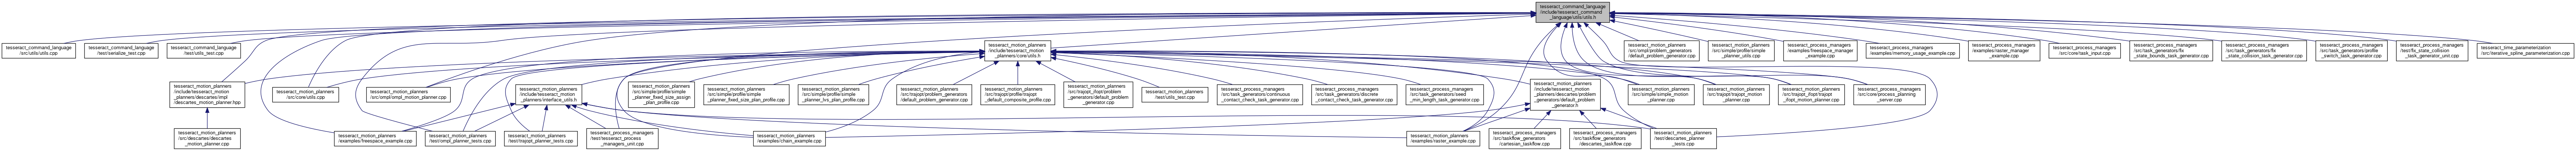 tesseract_command_language
/include/tesseract_command
_language/utils/utils.h
tesseract_command_language
/src/utils/utils.cpp
tesseract_command_language
/test/serialize_test.cpp
tesseract_command_language
/test/utils_test.cpp
tesseract_motion_planners
/include/tesseract_motion
_planners/core/utils.h
tesseract_motion_planners
/src/ompl/problem_generators
/default_problem_generator.cpp
tesseract_motion_planners
/src/simple/profile/simple
_planner_utils.cpp
tesseract_process_managers
/examples/freespace_manager
_example.cpp
tesseract_process_managers
/examples/memory_usage_example.cpp
tesseract_process_managers
/examples/raster_manager
_example.cpp
tesseract_process_managers
/src/core/task_input.cpp
tesseract_process_managers
/src/task_generators/fix
_state_bounds_task_generator.cpp
tesseract_process_managers
/src/task_generators/fix
_state_collision_task_generator.cpp
tesseract_process_managers
/src/task_generators/profile
_switch_task_generator.cpp
tesseract_process_managers
/test/fix_state_collision
_task_generator_unit.cpp
tesseract_time_parameterization
/src/iterative_spline_parameterization.cpp
tesseract_motion_planners
/include/tesseract_motion
_planners/descartes/impl
/descartes_motion_planner.hpp
tesseract_motion_planners
/src/core/utils.cpp
tesseract_motion_planners
/src/ompl/ompl_motion_planner.cpp
tesseract_motion_planners
/include/tesseract_motion
_planners/interface_utils.h
tesseract_motion_planners
/src/simple/profile/simple
_planner_fixed_size_assign
_plan_profile.cpp
tesseract_motion_planners
/src/simple/profile/simple
_planner_fixed_size_plan_profile.cpp
tesseract_motion_planners
/src/simple/profile/simple
_planner_lvs_plan_profile.cpp
tesseract_motion_planners
/src/trajopt/problem_generators
/default_problem_generator.cpp
tesseract_motion_planners
/src/trajopt/profile/trajopt
_default_composite_profile.cpp
tesseract_motion_planners
/src/trajopt_ifopt/problem
_generators/default_problem
_generator.cpp
tesseract_motion_planners
/test/utils_test.cpp
tesseract_process_managers
/src/task_generators/continuous
_contact_check_task_generator.cpp
tesseract_process_managers
/src/task_generators/discrete
_contact_check_task_generator.cpp
tesseract_process_managers
/src/task_generators/seed
_min_length_task_generator.cpp
tesseract_motion_planners
/include/tesseract_motion
_planners/descartes/problem
_generators/default_problem
_generator.h
tesseract_motion_planners
/src/simple/simple_motion
_planner.cpp
tesseract_motion_planners
/src/trajopt/trajopt_motion
_planner.cpp
tesseract_motion_planners
/src/trajopt_ifopt/trajopt
_ifopt_motion_planner.cpp
tesseract_process_managers
/src/core/process_planning
_server.cpp
tesseract_motion_planners
/src/descartes/descartes
_motion_planner.cpp
tesseract_motion_planners
/examples/freespace_example.cpp
tesseract_motion_planners
/test/ompl_planner_tests.cpp
tesseract_motion_planners
/test/trajopt_planner_tests.cpp
tesseract_process_managers
/test/tesseract_process
_managers_unit.cpp
tesseract_motion_planners
/examples/chain_example.cpp
tesseract_motion_planners
/examples/raster_example.cpp
tesseract_process_managers
/src/taskflow_generators
/cartesian_taskflow.cpp
tesseract_process_managers
/src/taskflow_generators
/descartes_taskflow.cpp
tesseract_motion_planners
/test/descartes_planner
_tests.cpp